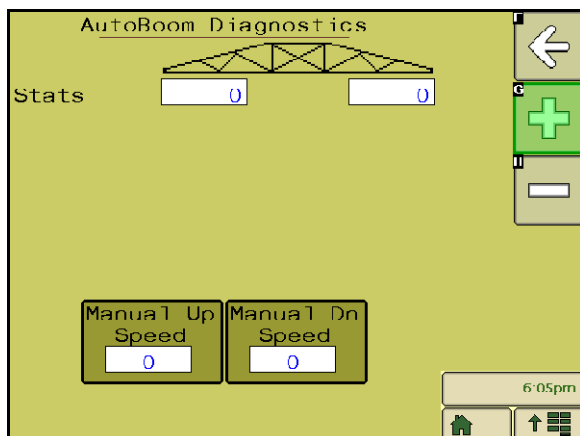 AutoBoom Diagnostics
Stats 0 0
G
Manual Up Manual Dn
Speed Speed
0 0
6:05pm